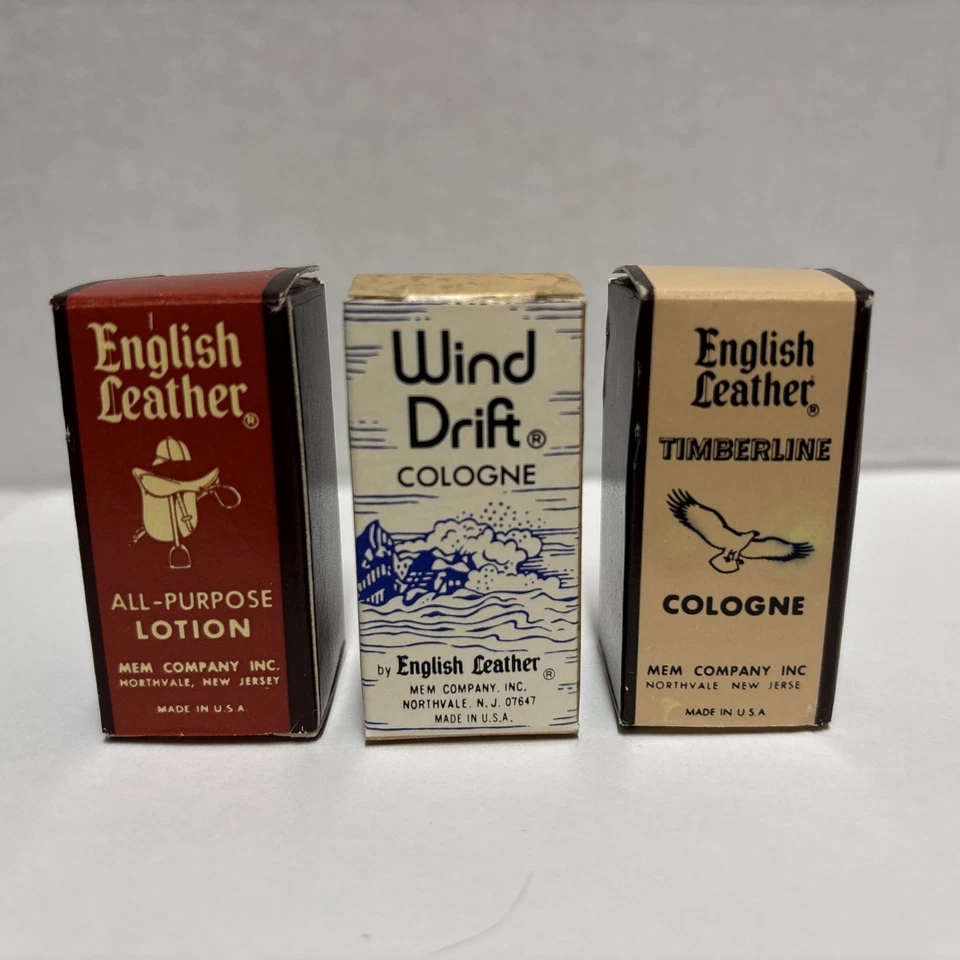 English
Leather®
ALL-PURPOSE
LOTION
MEM COMPANY INC.
NORTHVALE, NEW JERSEY
MADE IN U.S.A.
Wind
Drift®
COLOGNE
by English Leather®
MEM COMPANY, INC.
NORTHVALE, N.J. 07647
MADE IN U.S.A.
English
Leather®
TIMBERLINE
COLOGNE
MEM COMPANY INC
NORTHVALE NEW JERSE
MADE IN U.S.A